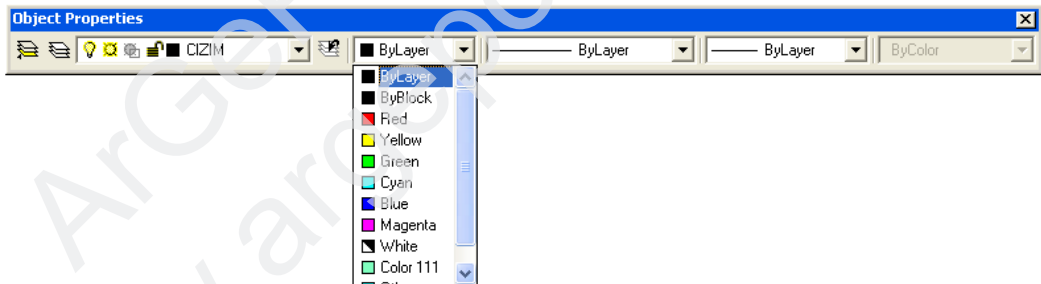 Object Properties
CIZIM ByLayer ByLayer ByLayer ByColor
ByLayer
ByBlock
Red
Yellow
Green
Cyan
Blue
Magenta
White
Color 111